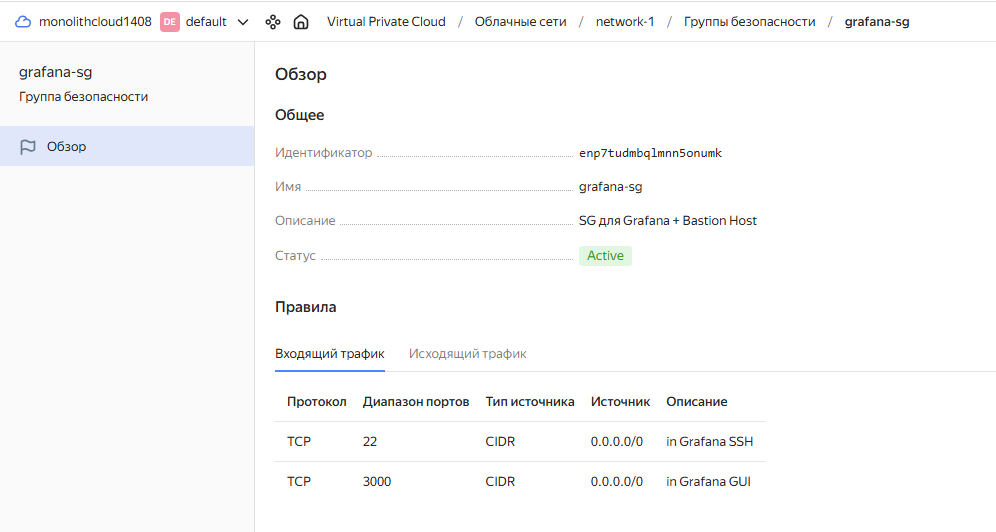 monolithcloud1408 DE default Virtual Private Cloud / Облачные сети / network-1 / Группы безопасности / grafana-sg
grafana-sg
Группа безопасности
Обзор
Обзор
Общее
Идентификатор enp7tudmbqlmnn5onumk
Имя grafana-sg
Описание SG для Grafana + Bastion Host
Статус Active
Правила
Входящий трафик Исходящий трафик
Протокол Диапазон портов Тип источника Источник Описание
TCP 22 CIDR 0.0.0.0/0 in Grafana SSH
TCP 3000 CIDR 0.0.0.0/0 in Grafana GUI